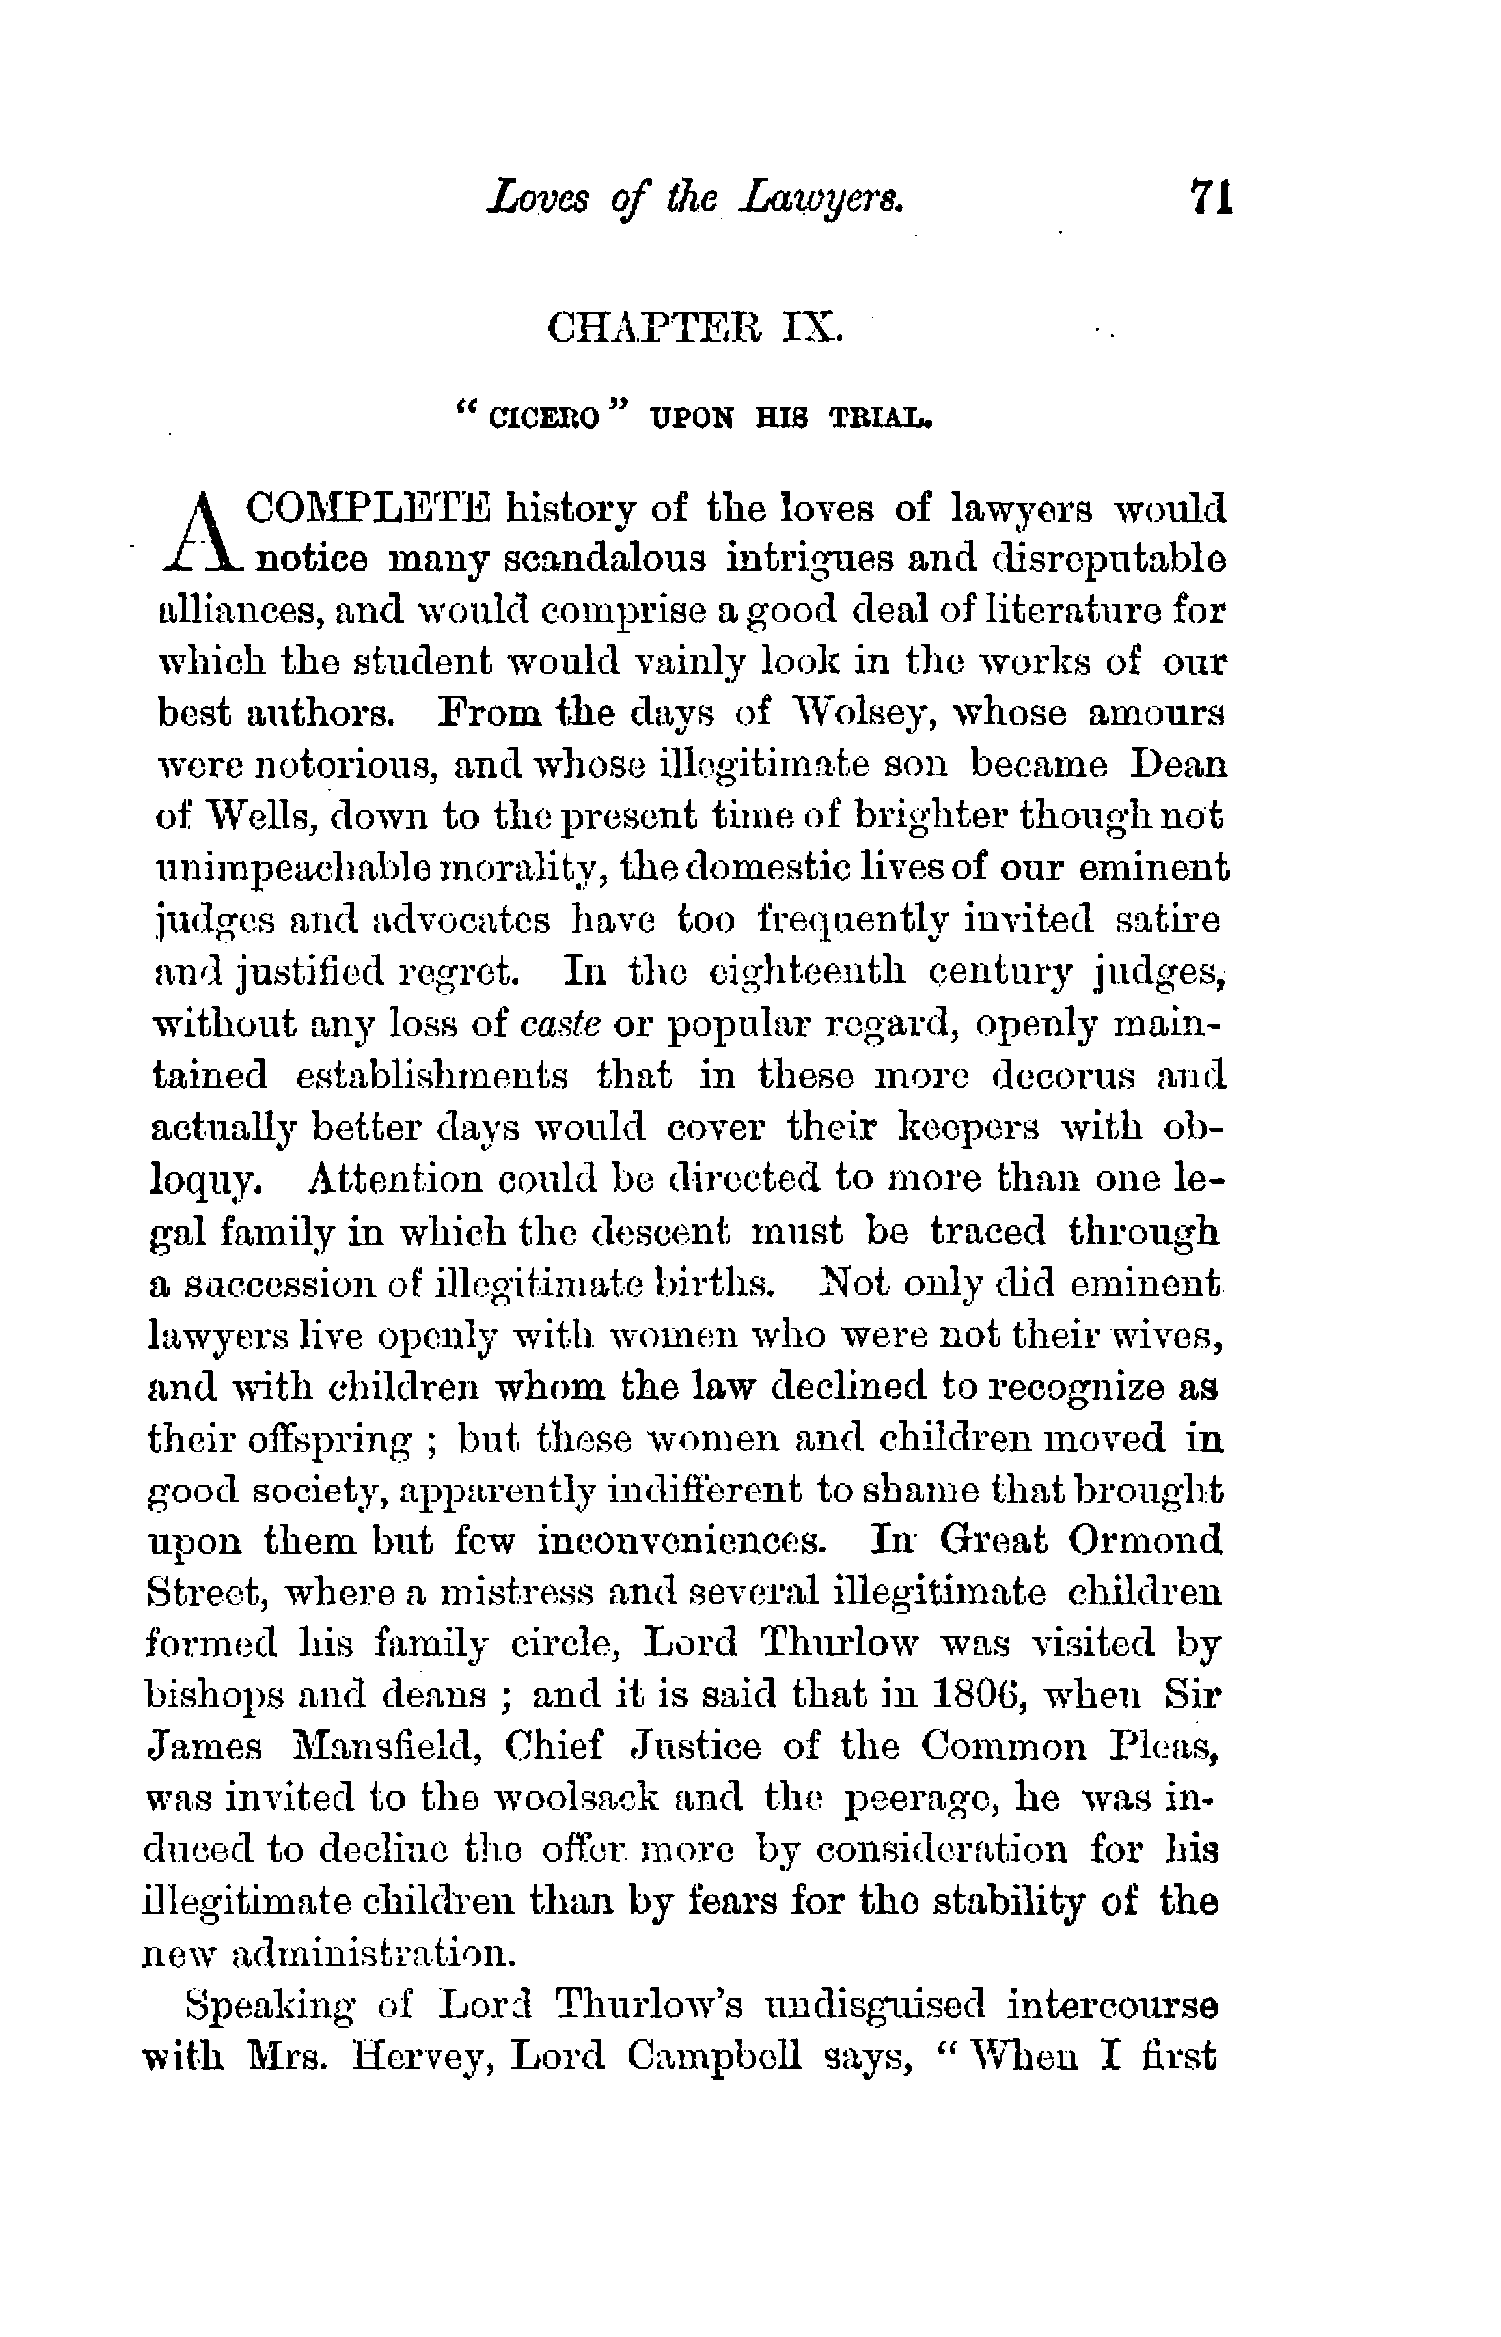 Loves of the Lawyers. 71
CHAPTER IX.
" CICERO " UPON HIS TRIAL.
A COMPLETE history of the loves of lawyers would
notice many scandalous intrigues and disreputable
alliances, and would comprise a good deal of literature for
which the student would vainly look in the works of our
best authors. From the days of Wolsey, whose amours
were notorious, and whose illegitimate son became Dean
of Wells, down to the present time of brighter though not
unimpeachable morality, the domestic lives of our eminent
judges and advocates have too frequently invited satire
and justified regret. In the eighteenth century judges,
without any loss of caste or popular regard, openly main-
tained establishments that in these more decorus and
actually better days would cover their keepers with ob-
loquy. Attention could be directed to more than one le-
gal family in which the descent must be traced through
a succession of illegitimate births. Not only did eminent
lawyers live openly with women who were not their wives,
and with children whom the law declined to recognize as
their offspring ; but these women and children moved in
good society, apparently indifferent to shame that brought
upon them but few inconveniences. In Great Ormond
Street, where a mistress and several illegitimate children
formed his family circle, Lord Thurlow was visited by
bishops and deans ; and it is said that in 1806, when Sir
James Mansfield, Chief Justice of the Common Pleas,
was invited to the woolsack and the peerage, he was in-
duced to decline the offer more by consideration for his
illegitimate children than by fears for the stability of the
new administration.
Speaking of Lord Thurlow's undisguised intercourse
with Mrs. Hervey, Lord Campbell says, " When I first